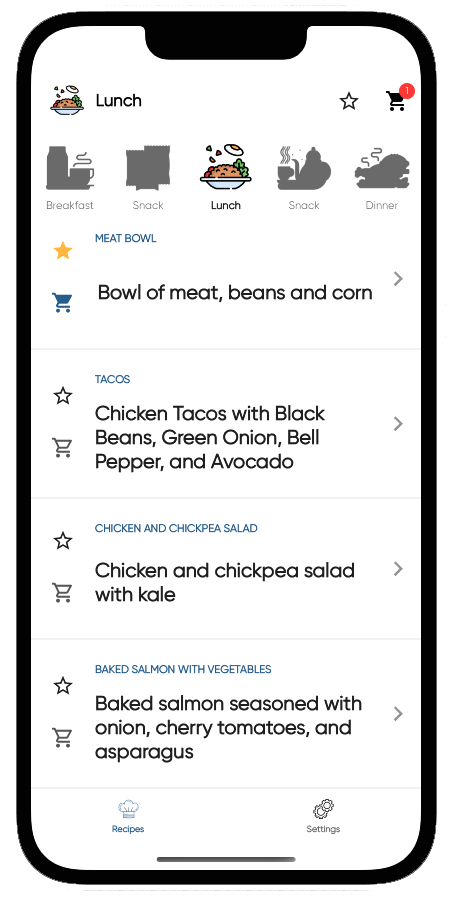 Lunch
1
Breakfast
Snack
Lunch
Snack
Dinner
MEAT BOWL
Bowl of meat, beans and corn
TACOS
Chicken Tacos with Black
Beans, Green Onion, Bell
Pepper, and Avocado
CHICKEN AND CHICKPEA SALAD
Chicken and chickpea salad
with kale
BAKED SALMON WITH VEGETABLES
Baked salmon seasoned with
onion, cherry tomatoes, and
asparagus
Recipes
Settings